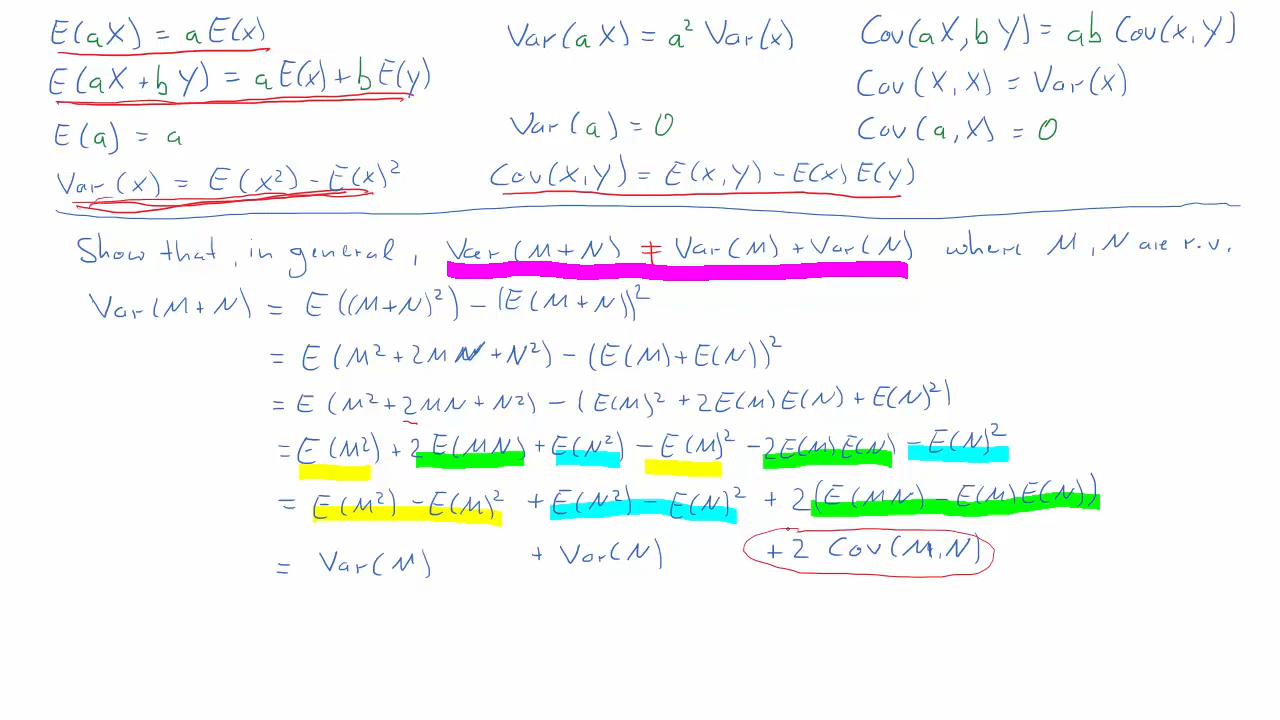 E(aX) = aE(x) Var(aX) = a² Var(x) Cov(aX, bY) = ab Cov(x, Y)
E(aX + bY) = aE(x) + bE(y) Cov(X, X) = Var(x)
E(a) = a Var(a) = 0 Cov(a, X) = 0
Var(x) = E(x²) - E(x)² Cov(X, Y) = E(x, y) - E(x)E(y)
Show that, in general, Var(M+N) ≠ Var(M) + Var(N) where M, N are r.v.
Var(M+N) = E((M+N)²) - (E(M+N))²
= E(M² + 2MN + N²) - (E(M) + E(N))²
= E(M² + 2MN + N²) - (E(M)² + 2E(M)E(N) + E(N)²)
= E(M²) + 2E(MN) + E(N²) - E(M)² - 2E(M)E(N) - E(N)²
= E(M²) - E(M)² + E(N²) - E(N)² + 2(E(MN) - E(M)E(N))
= Var(M) + Var(N) + 2 Cov(M, N)